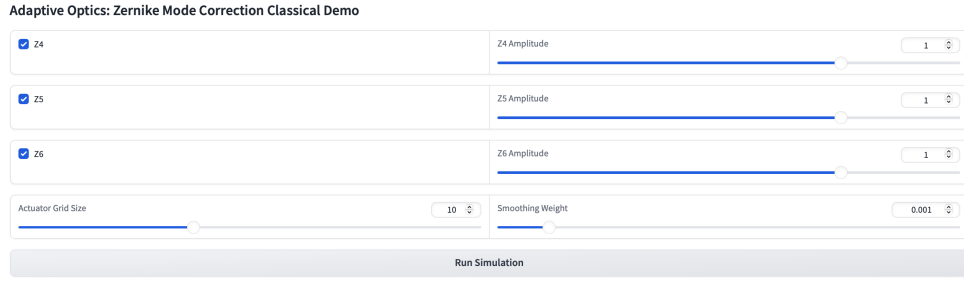 Adaptive Optics: Zernike Mode Correction Classical Demo
Z4
Z4 Amplitude
1
Z5
Z5 Amplitude
1
Z6
Z6 Amplitude
1
Actuator Grid Size
10
Smoothing Weight
0.001
Run Simulation